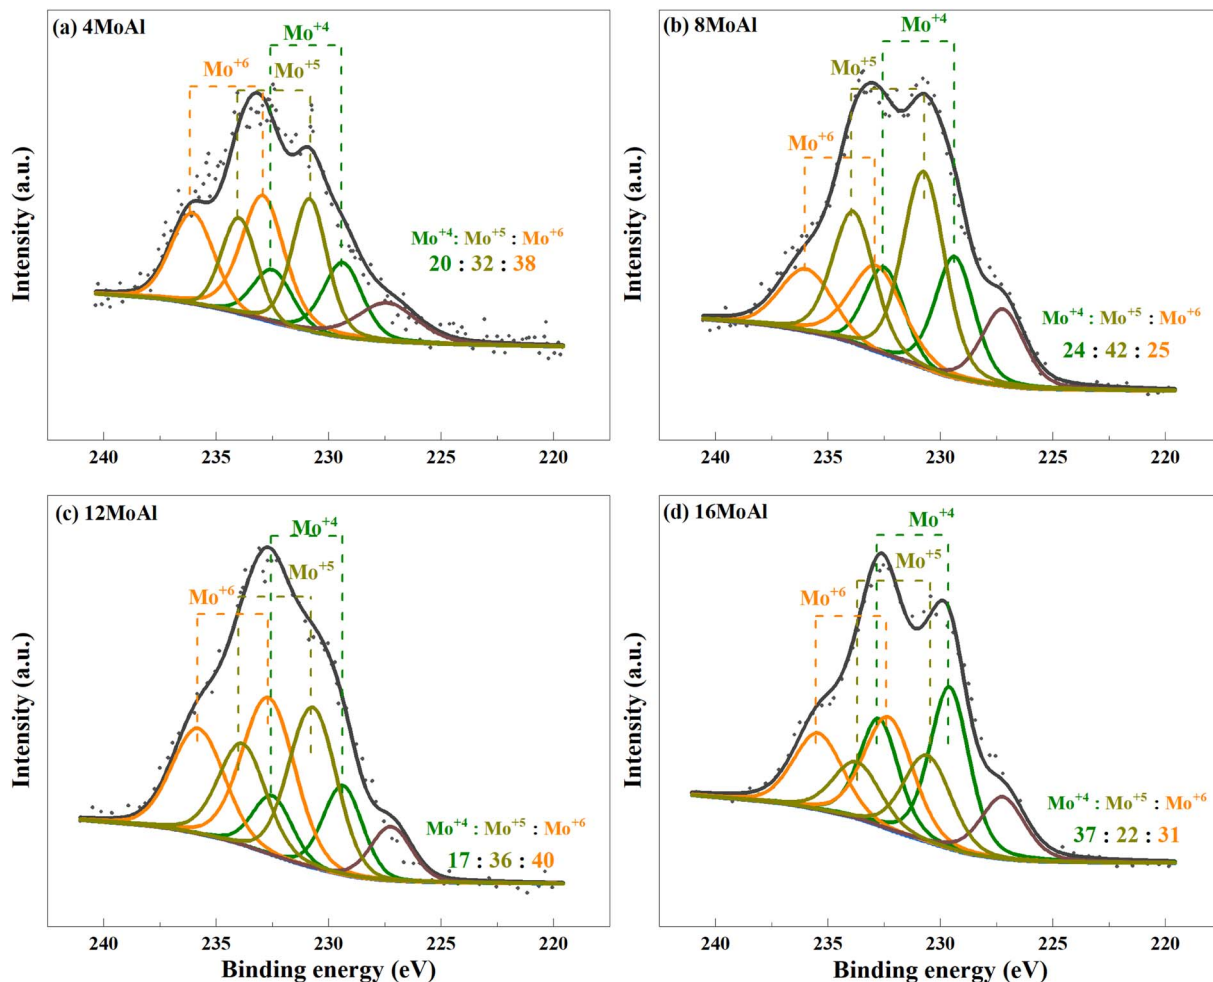 (a) 4MoAl
Mo+4
Mo+6
Mo+5
Mo+4: Mo+5 : Mo+6
20 : 32 : 38
Intensity (a.u.)
240 235 230 225 220
(b) 8MoAl
Mo+4
Mo+5
Mo+6
Mo+4 : Mo+5 : Mo+6
24 : 42 : 25
Intensity (a.u.)
240 235 230 225 220
(c) 12MoAl
Mo+4
Mo+5
Mo+6
Mo+4 : Mo+5 : Mo+6
17 : 36 : 40
Intensity (a.u.)
240 235 230 225 220
Binding energy (eV)
(d) 16MoAl
Mo+4
Mo+5
Mo+6
Mo+4 : Mo+5 : Mo+6
37 : 22 : 31
Intensity (a.u.)
240 235 230 225 220
Binding energy (eV)